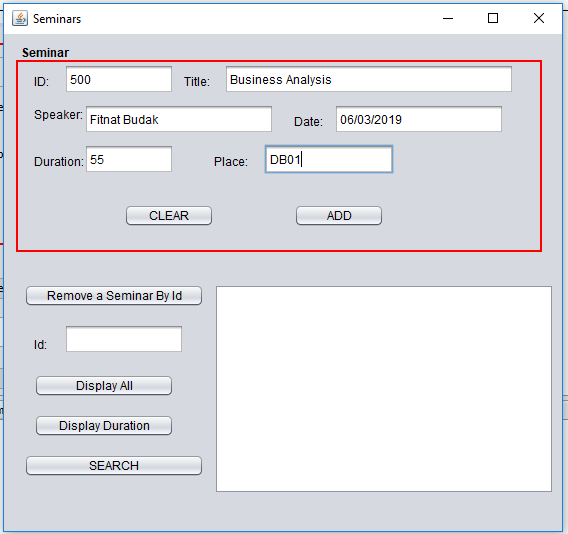 Seminars
Seminar
ID: 500 Title: Business Analysis
Speaker: Fitnat Budak Date: 06/03/2019
Duration: 55 Place: DB01
CLEAR ADD
Remove a Seminar By Id
Id:
Display All
Display Duration
SEARCH